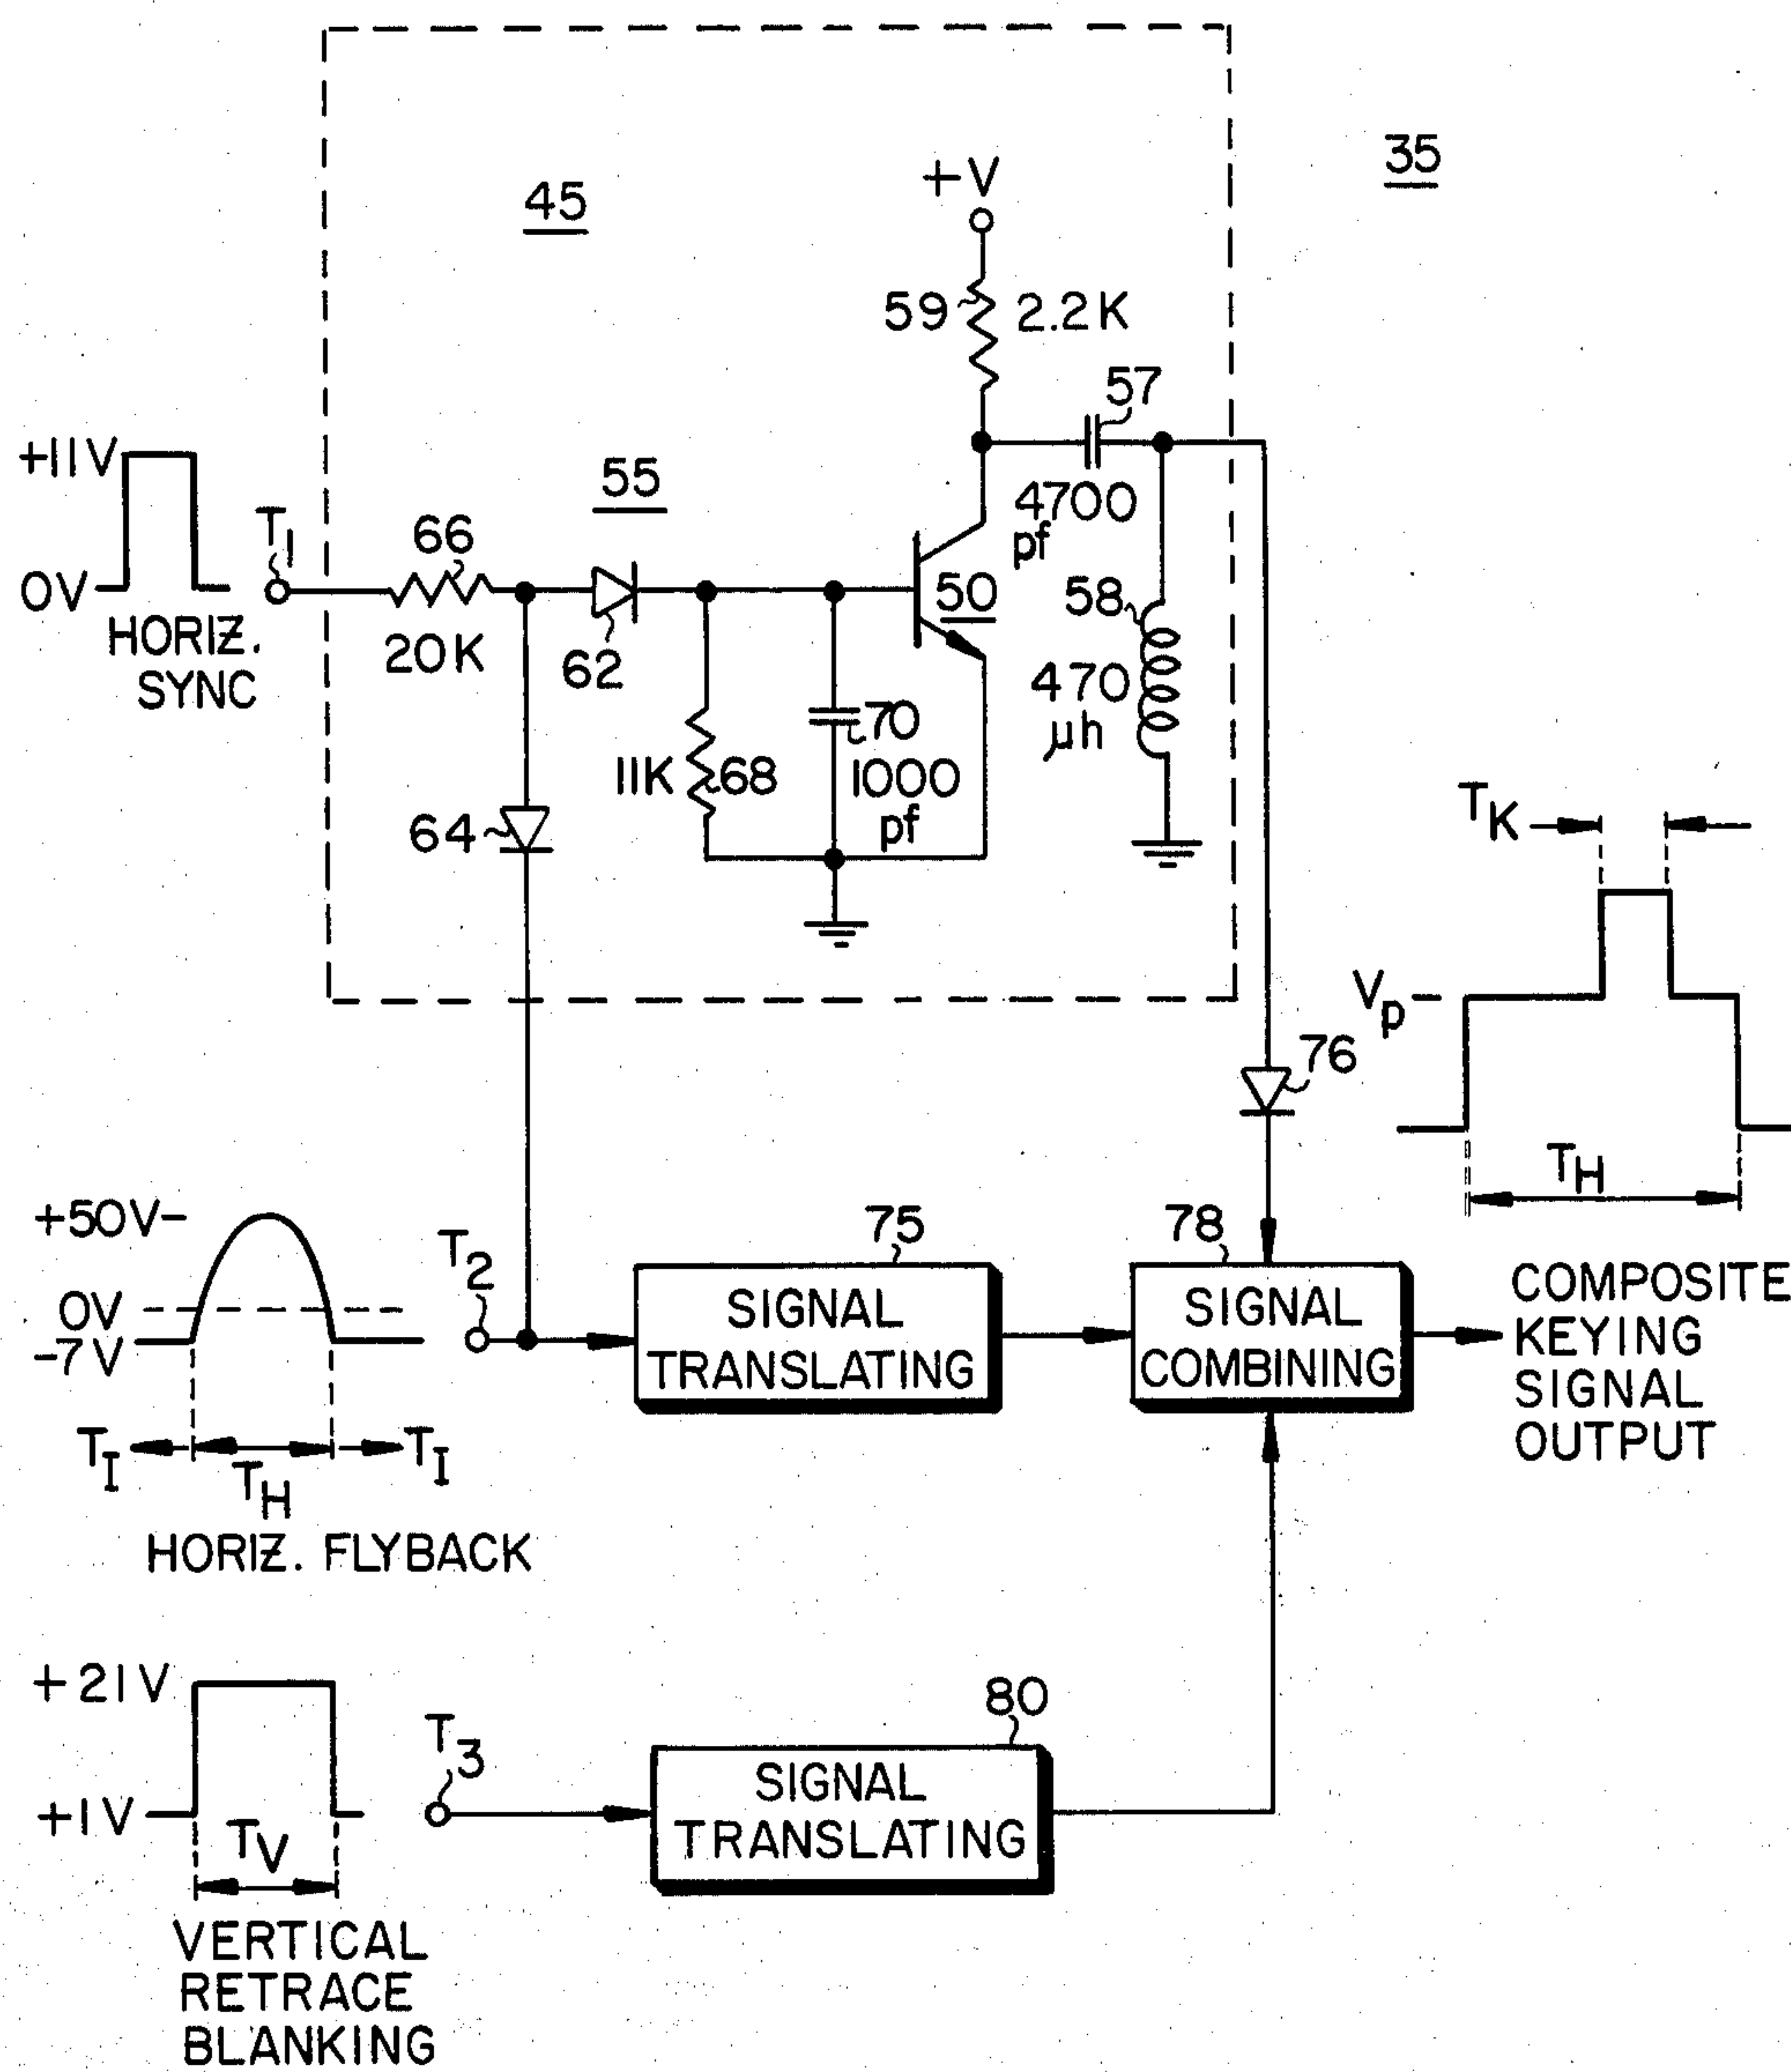 35
45
+V
59
2.2K
57
4700
pf
+11V
0V
HORIZ.
SYNC
T1
66
20K
55
62
50
58
470
µh
64
11K
68
70
1000
pf
TK
Vp
76
TH
+50V
0V
-7V
T2
75
SIGNAL
TRANSLATING
78
SIGNAL
COMBINING
COMPOSITE
KEYING
SIGNAL
OUTPUT
TI
TH
TI
HORIZ. FLYBACK
+21V
+1V
TV
T3
80
SIGNAL
TRANSLATING
VERTICAL
RETRACE
BLANKING